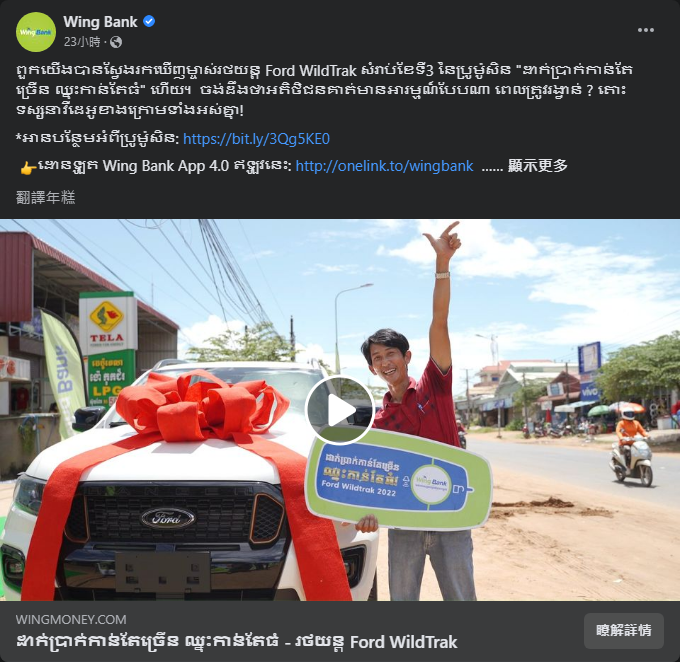 Wing Bank
23小時
ពួកយើងបានស្វែងរកឃើញម្ចាស់រថយន្ត Ford WildTrak សំរាប់ខែទី3 នៃប្រូម៉ូសិន "ដាក់ប្រាក់កាន់តែ
ច្រើន ឈ្នះកាន់តែធំ" ហើយ។ ចង់ដឹងថាអតិថិជនគាត់មានអារម្មណ៍បែបណា ពេលត្រូវរង្វាន់ ? តោះ
ទស្សនាវីដេអូខាងក្រោមទាំងអស់គ្នា!
*អានបន្ថែមអំពីប្រូម៉ូសិន: https://bit.ly/3Qg5KE0
👉ដោនឡូត Wing Bank App 4.0 ឥឡូវនេះ: http://onelink.to/wingbank ...... 顯示更多
翻譯年糕
TELA
LPG
Wing Bank
ដាក់ប្រាក់កាន់តែច្រើន
ឈ្នះកាន់តែធំ!
Ford Wildtrak 2022
Wing Bank
Ford
vivo
WINGMONEY.COM
ដាក់ប្រាក់កាន់តែច្រើន ឈ្នះកាន់តែធំ - រថយន្ត Ford WildTrak
瞭解詳情